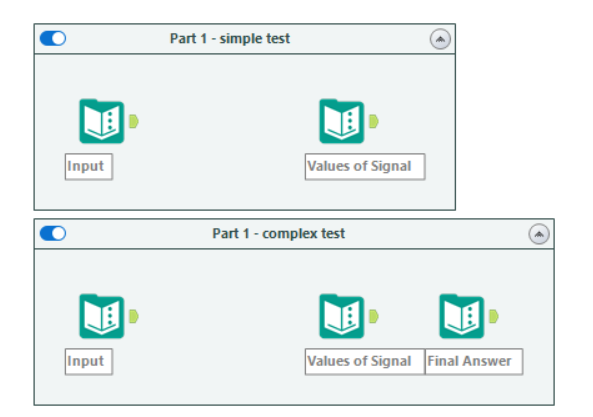 Part 1 - simple test
Input
Values of Signal
Part 1 - complex test
Input
Values of Signal
Final Answer